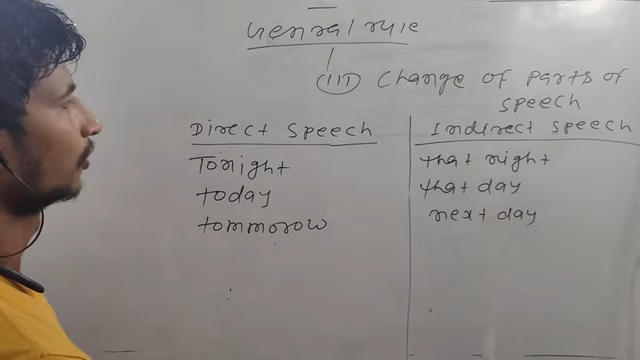 General rule
(III) Change of Parts of
speech
Direct speech
Indirect speech
Tonight
that night
today
that day
tommorow
next day